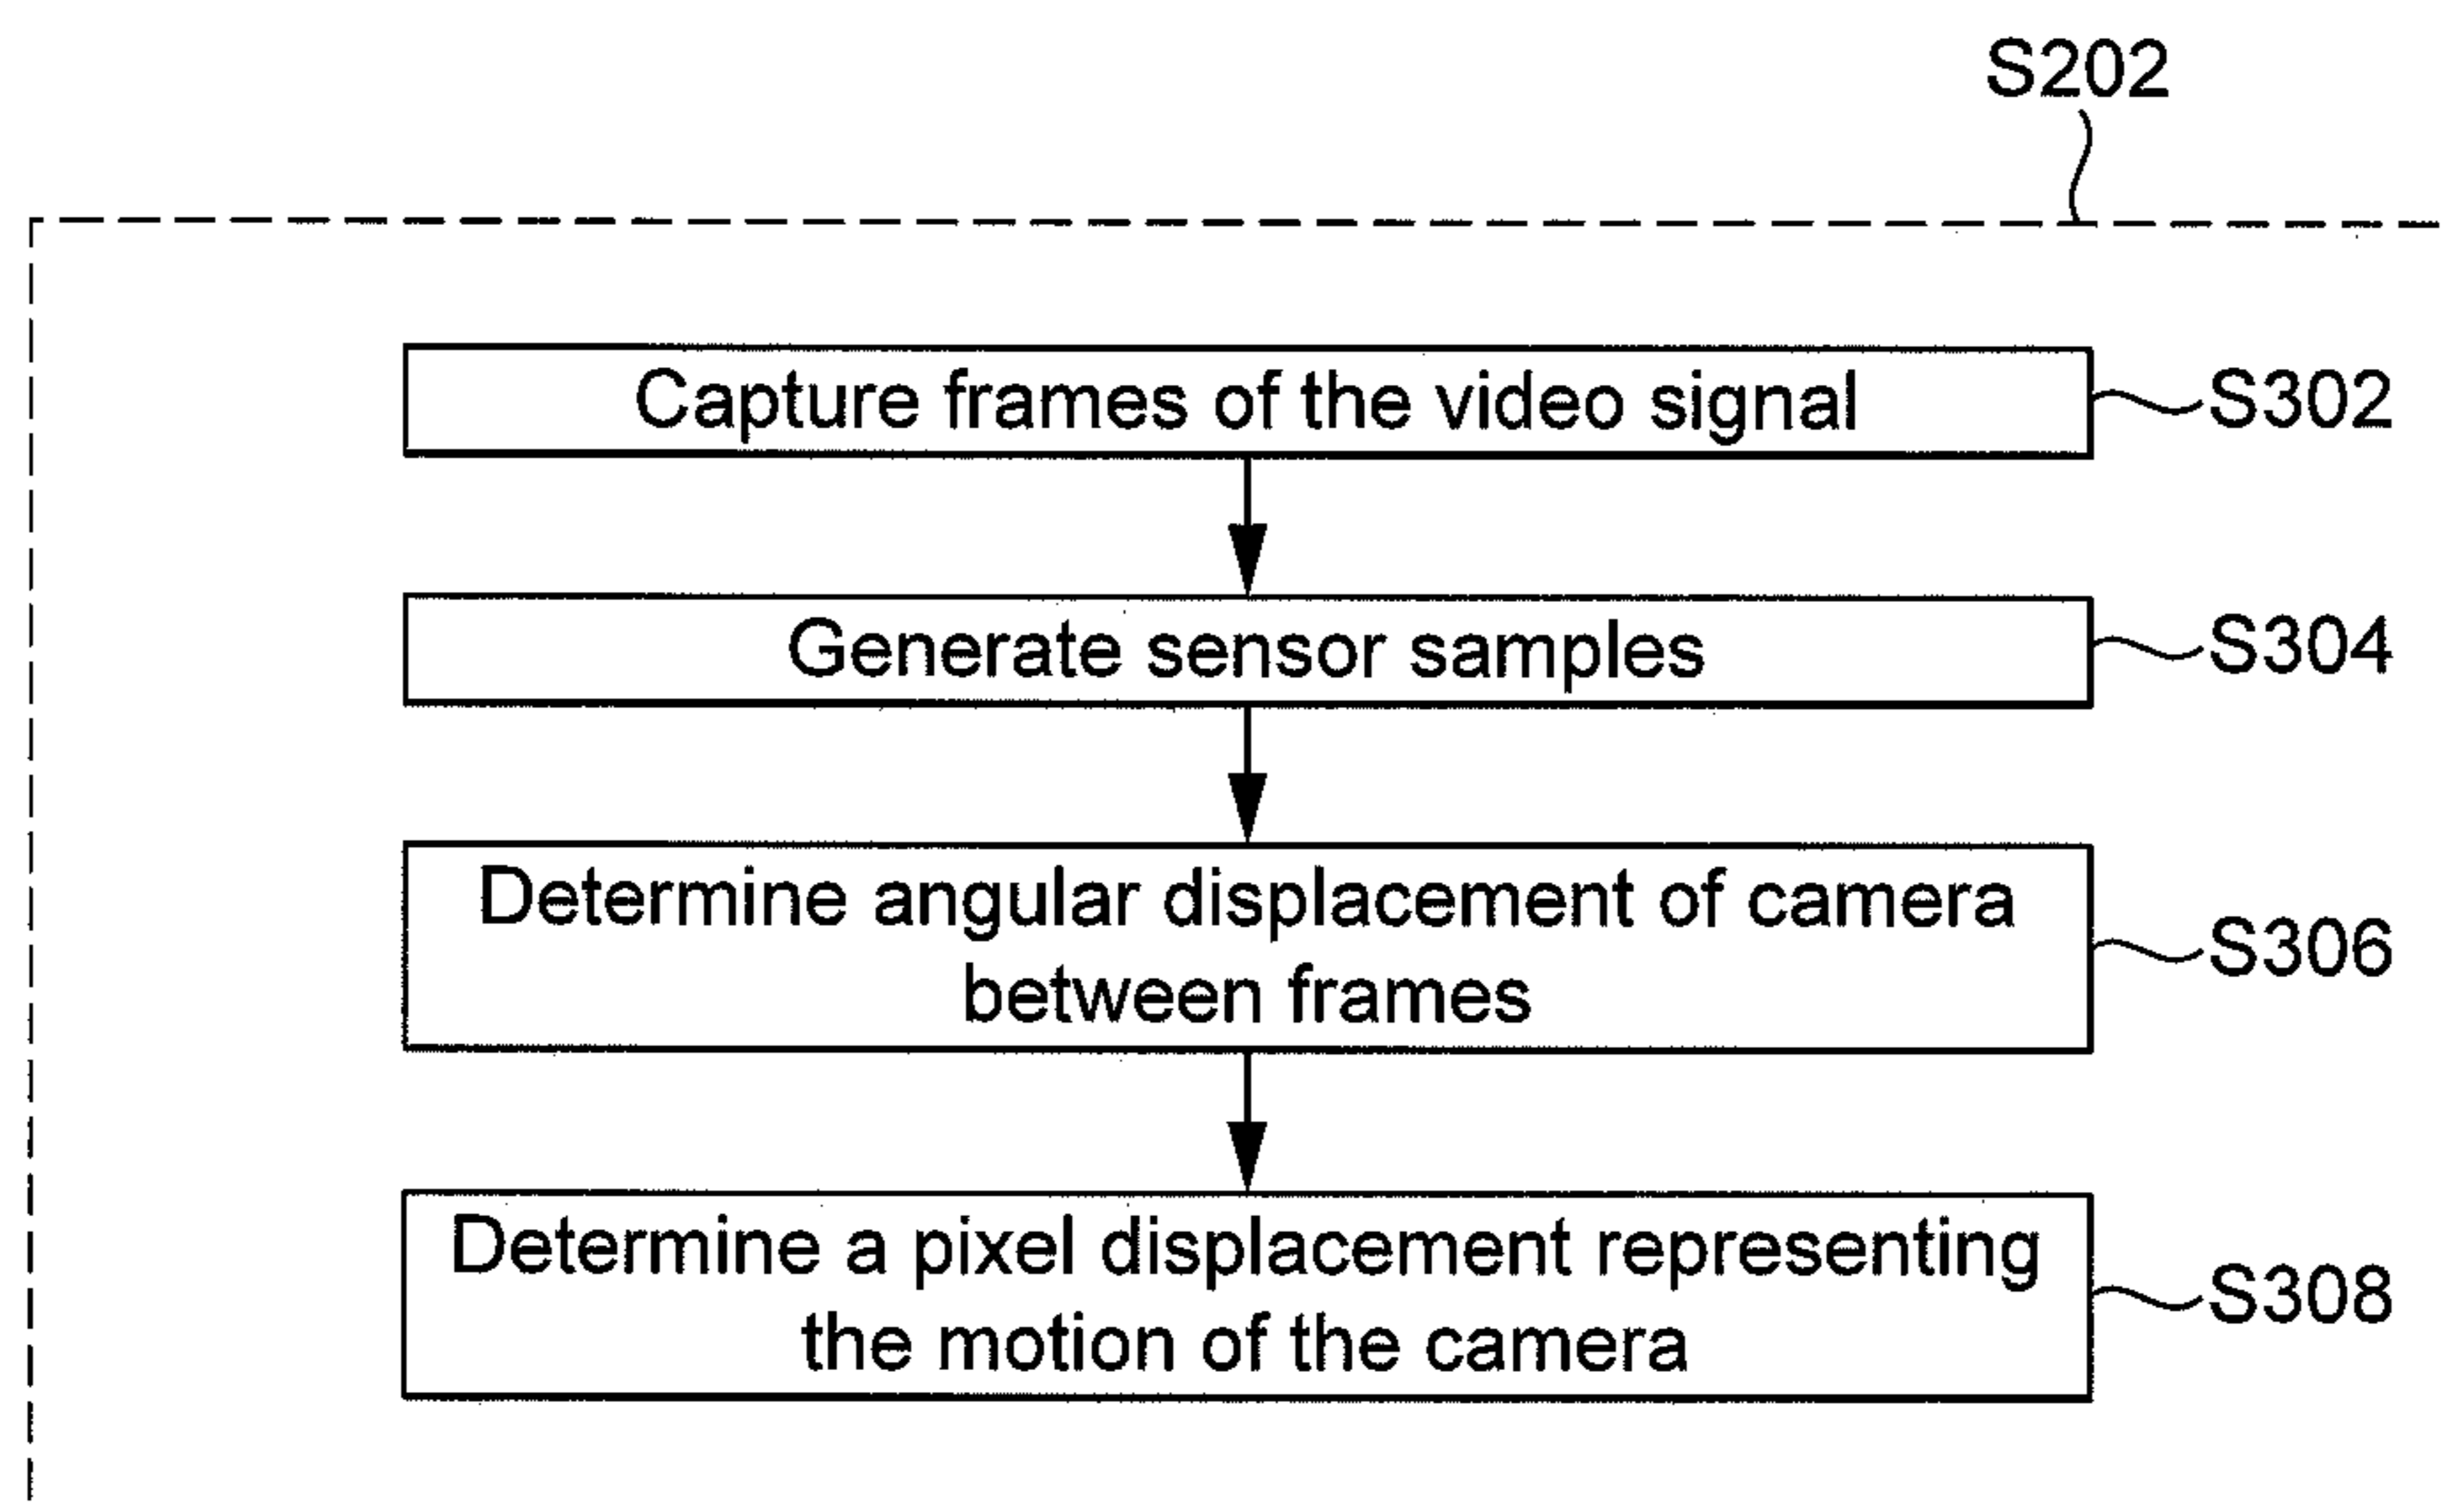 S202
Capture frames of the video signal
S302
Generate sensor samples
S304
Determine angular displacement of camera
between frames
S306
Determine a pixel displacement representing
the motion of the camera
S308